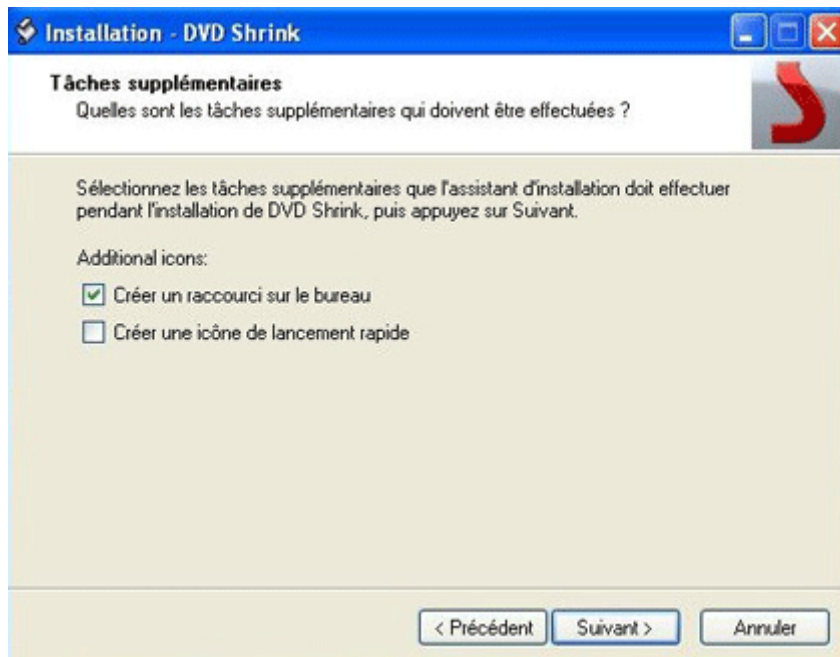 Installation - DVD Shrink
Tâches supplémentaires
Quelles sont les tâches supplémentaires qui doivent être effectuées ?
Sélectionnez les tâches supplémentaires que l'assistant d'installation doit effectuer
pendant l'installation de DVD Shrink, puis appuyez sur Suivant.
Additional icons:
Créer un raccourci sur le bureau
Créer une icône de lancement rapide
< Précédent Suivant > Annuler